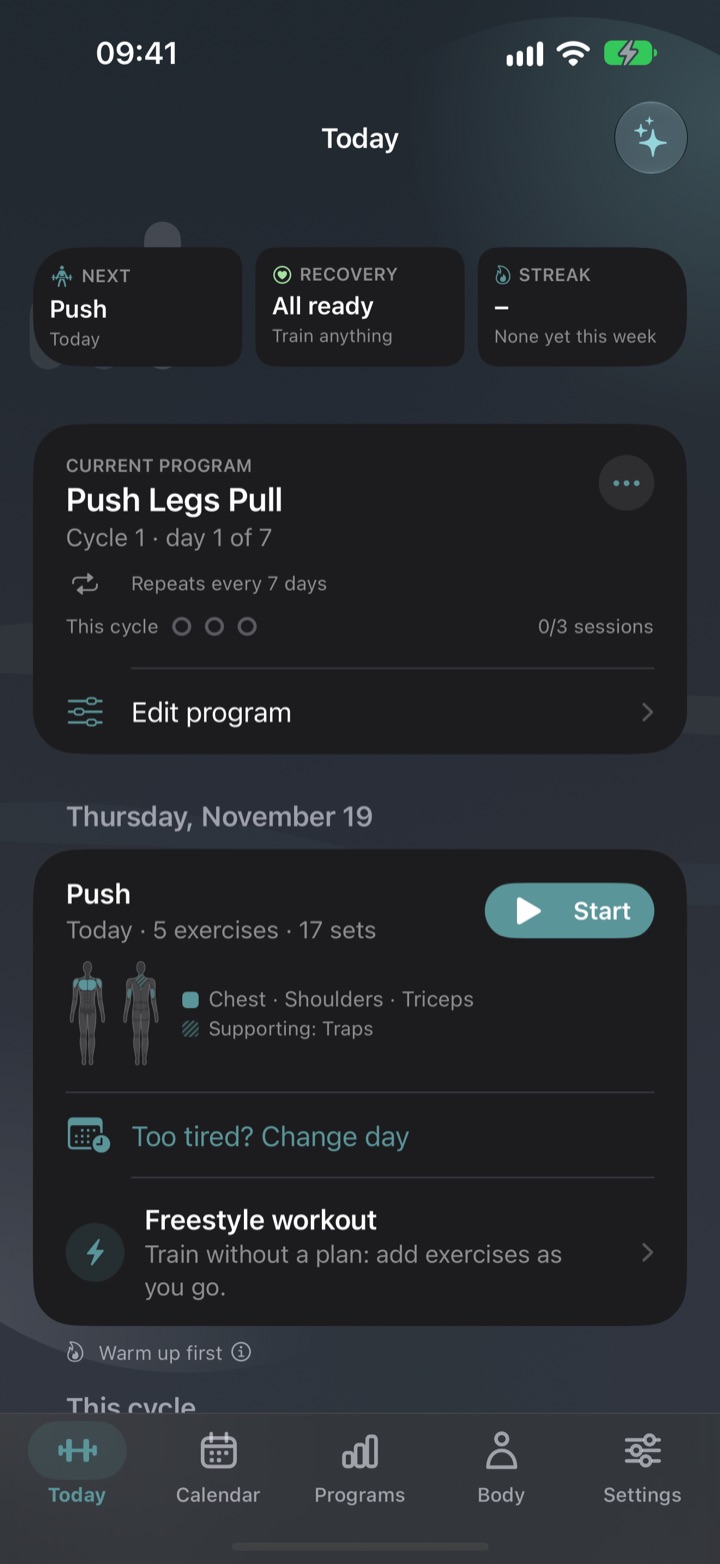 09:41
Today
NEXT
Push
Today
RECOVERY
All ready
Train anything
STREAK
–
None yet this week
CURRENT PROGRAM
Push Legs Pull
Cycle 1 · day 1 of 7
Repeats every 7 days
This cycle
0/3 sessions
Edit program
Thursday, November 19
Push
Today · 5 exercises · 17 sets
Start
Chest · Shoulders · Triceps
Supporting: Traps
Too tired? Change day
Freestyle workout
Train without a plan: add exercises as
you go.
Warm up first
This cycle
Today
Calendar
Programs
Body
Settings